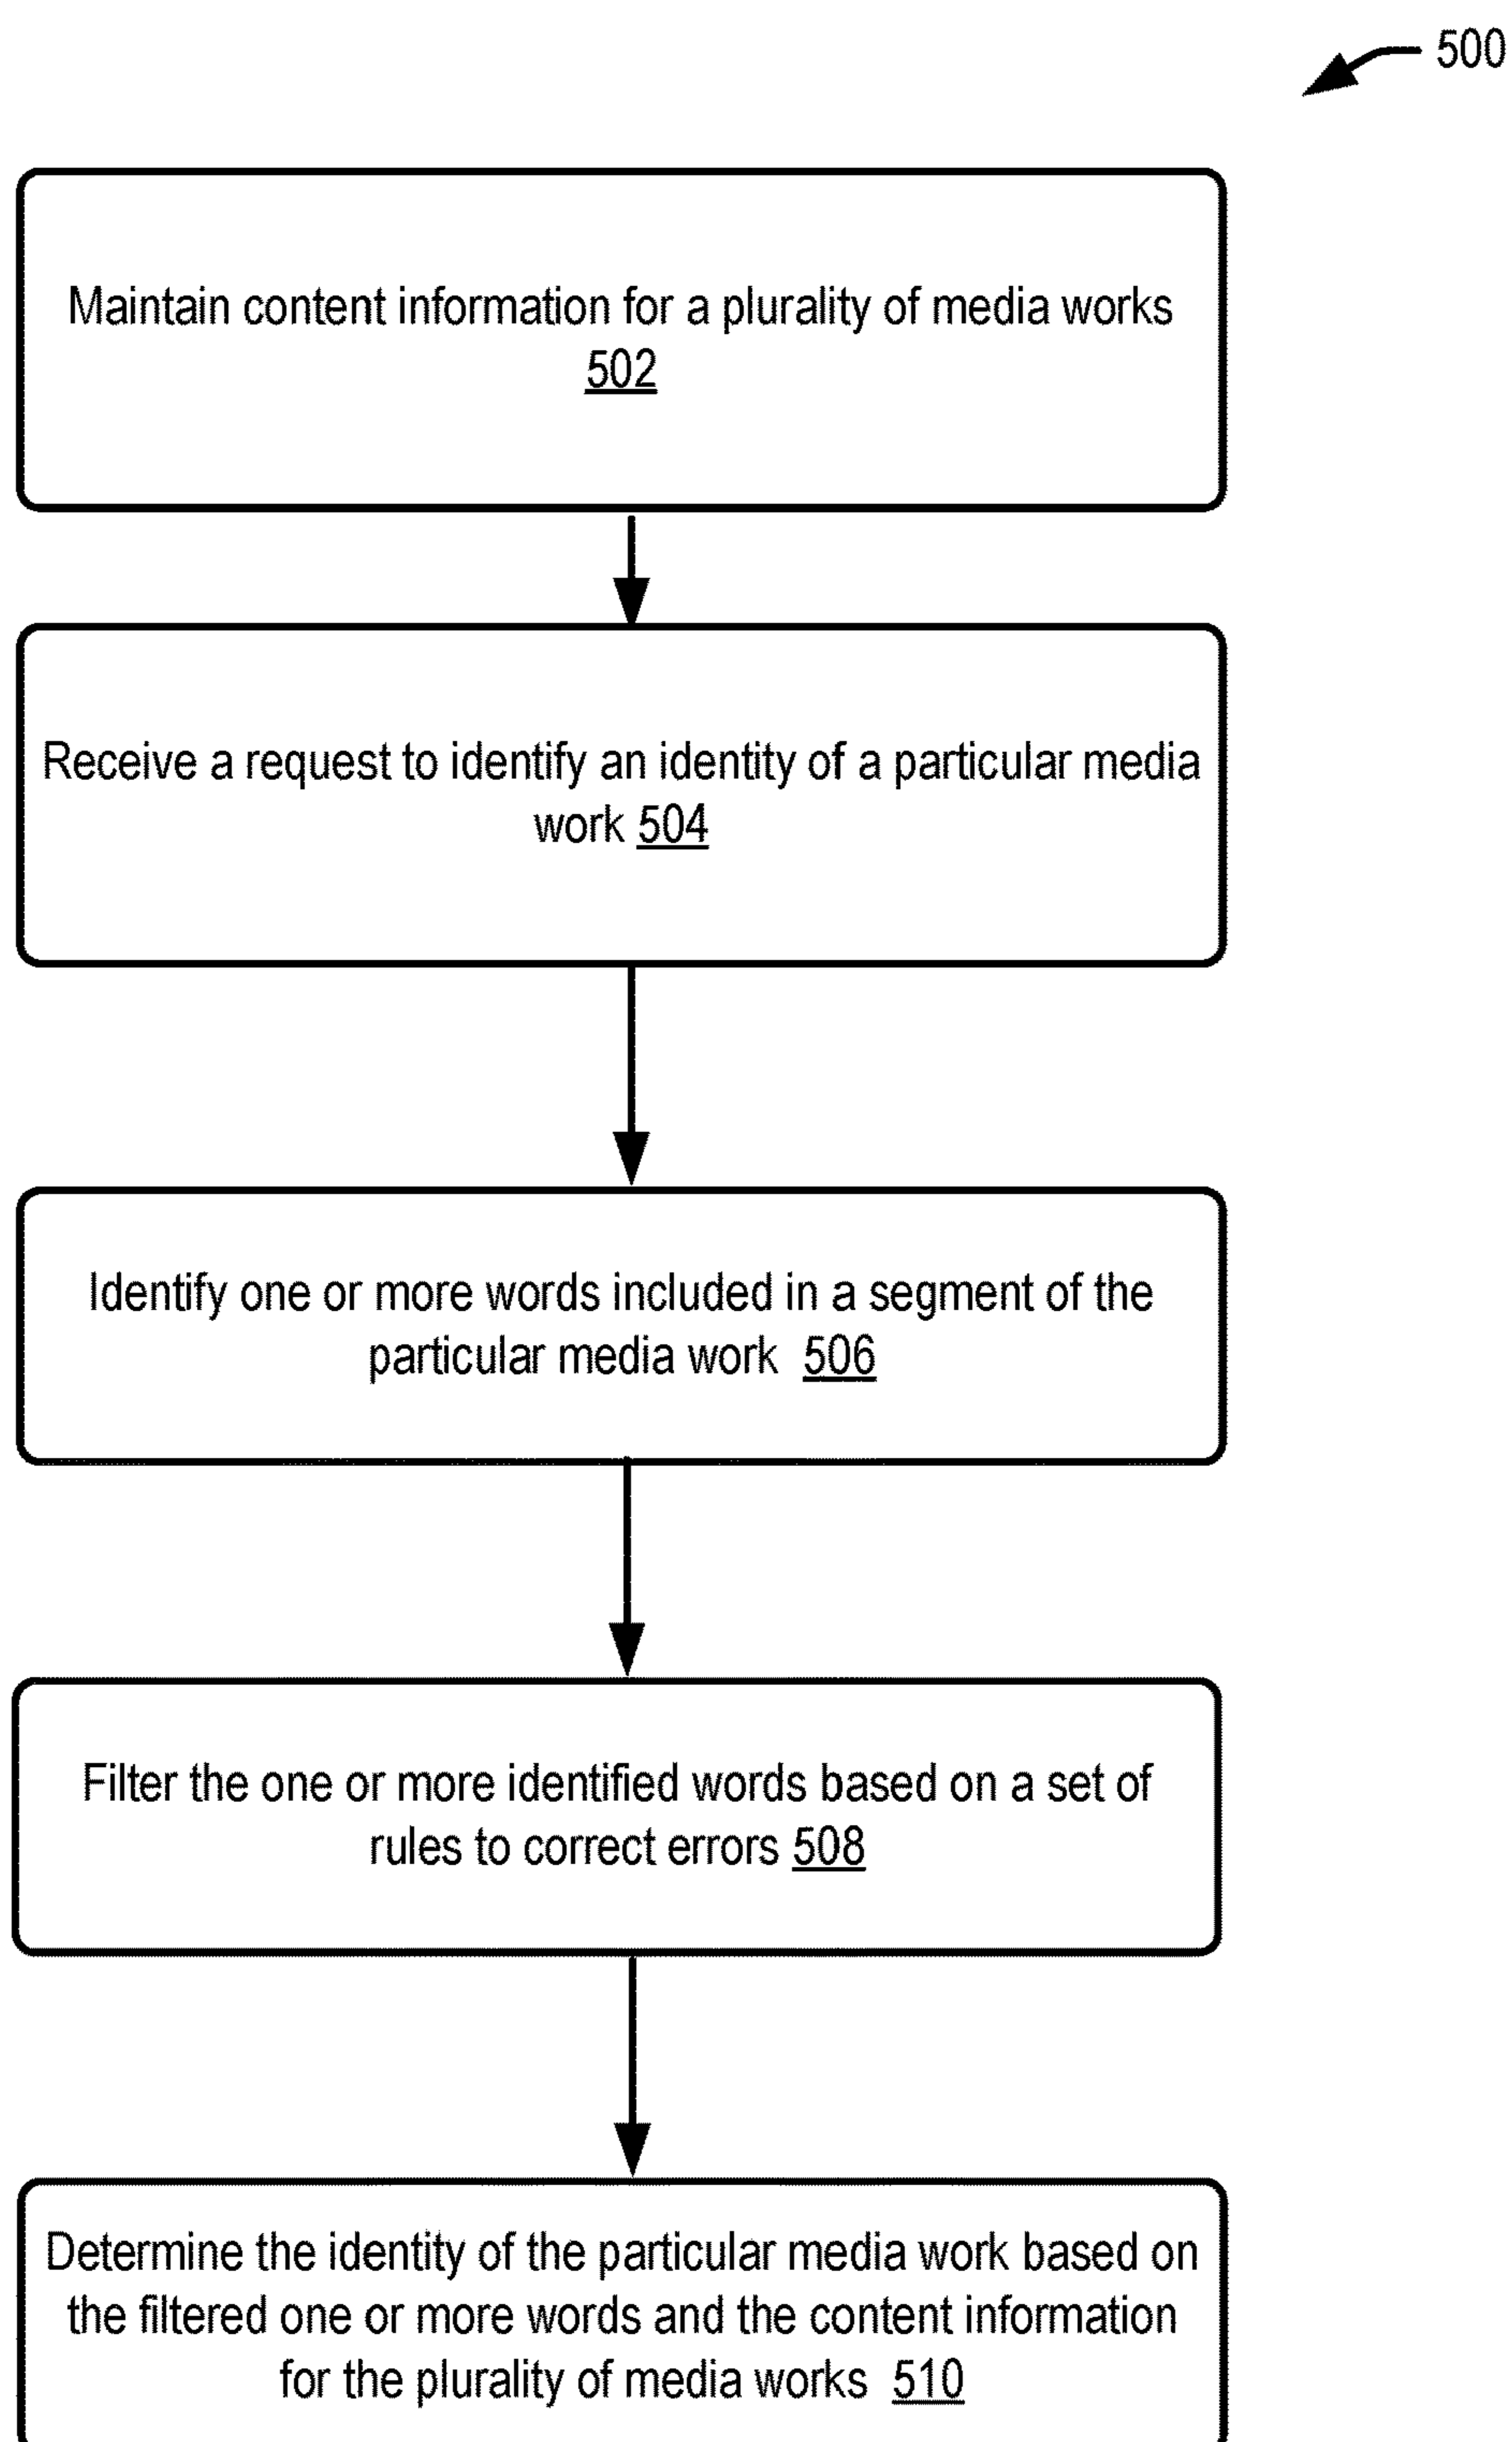 500
Maintain content information for a plurality of media works
502
Receive a request to identify an identity of a particular media
work 504
Identify one or more words included in a segment of the
particular media work 506
Filter the one or more identified words based on a set of
rules to correct errors 508
Determine the identity of the particular media work based on
the filtered one or more words and the content information
for the plurality of media works 510